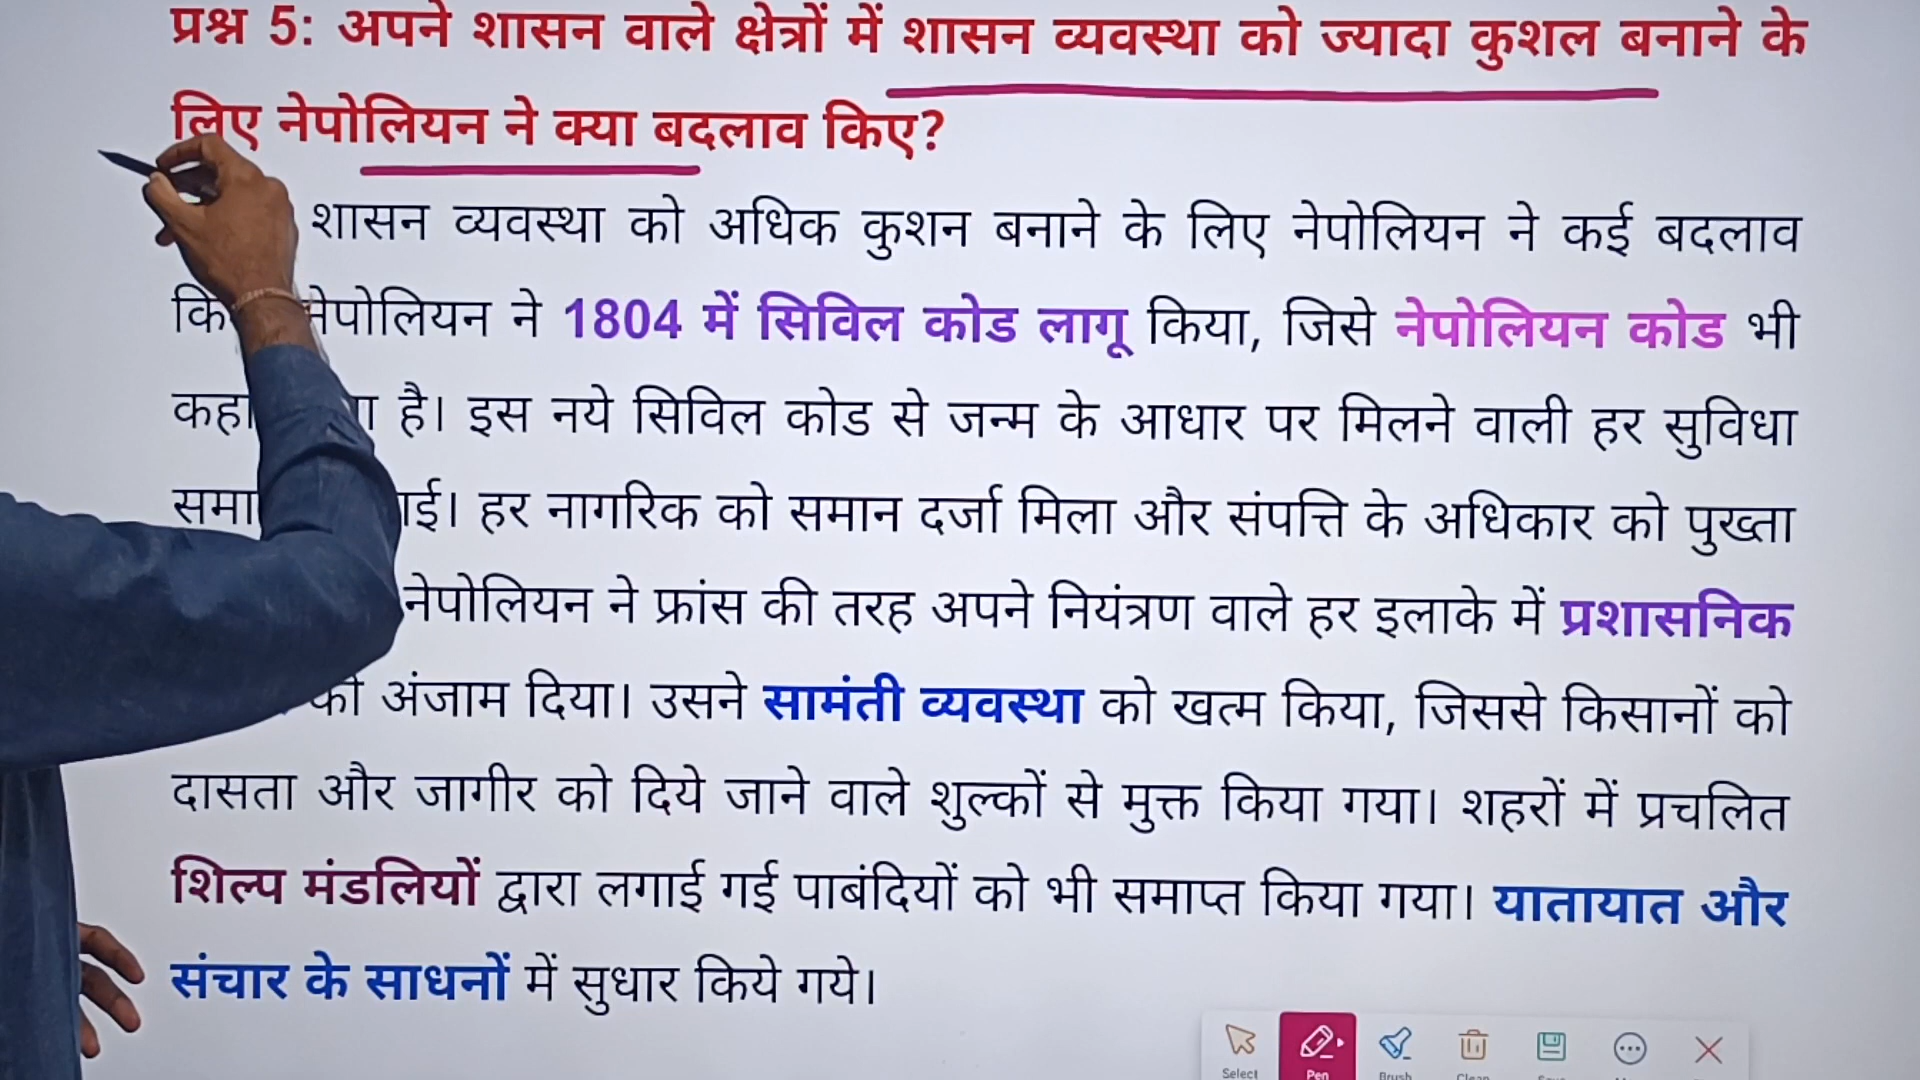 प्रश्न 5: अपने शासन वाले क्षेत्रों में शासन व्यवस्था को ज्यादा कुशल बनाने के
लिए नेपोलियन ने क्या बदलाव किए?
शासन व्यवस्था को अधिक कुशन बनाने के लिए नेपोलियन ने कई बदलाव
नेपोलियन ने 1804 में सिविल कोड लागू किया, जिसे नेपोलियन कोड भी
है। इस नये सिविल कोड से जन्म के आधार पर मिलने वाली हर सुविधा
हर नागरिक को समान दर्जा मिला और संपत्ति के अधिकार को पुख्ता
नेपोलियन ने फ्रांस की तरह अपने नियंत्रण वाले हर इलाके में प्रशासनिक
को अंजाम दिया। उसने सामंती व्यवस्था को खत्म किया, जिससे किसानों को
दासता और जागीर को दिये जाने वाले शुल्कों से मुक्त किया गया। शहरों में प्रचलित
शिल्प मंडलियों द्वारा लगाई गई पाबंदियों को भी समाप्त किया गया। यातायात और
संचार के साधनों में सुधार किये गये।
Select Pen Brush